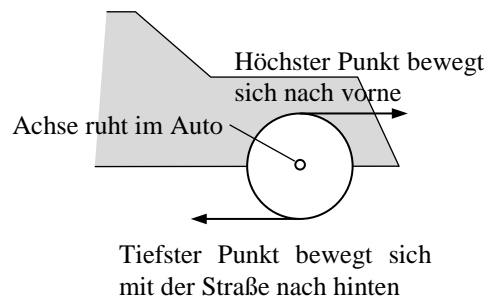 Höchster Punkt bewegt
sich nach vorne
Achse ruht im Auto
Tiefster Punkt bewegt sich
mit der Straße nach hinten